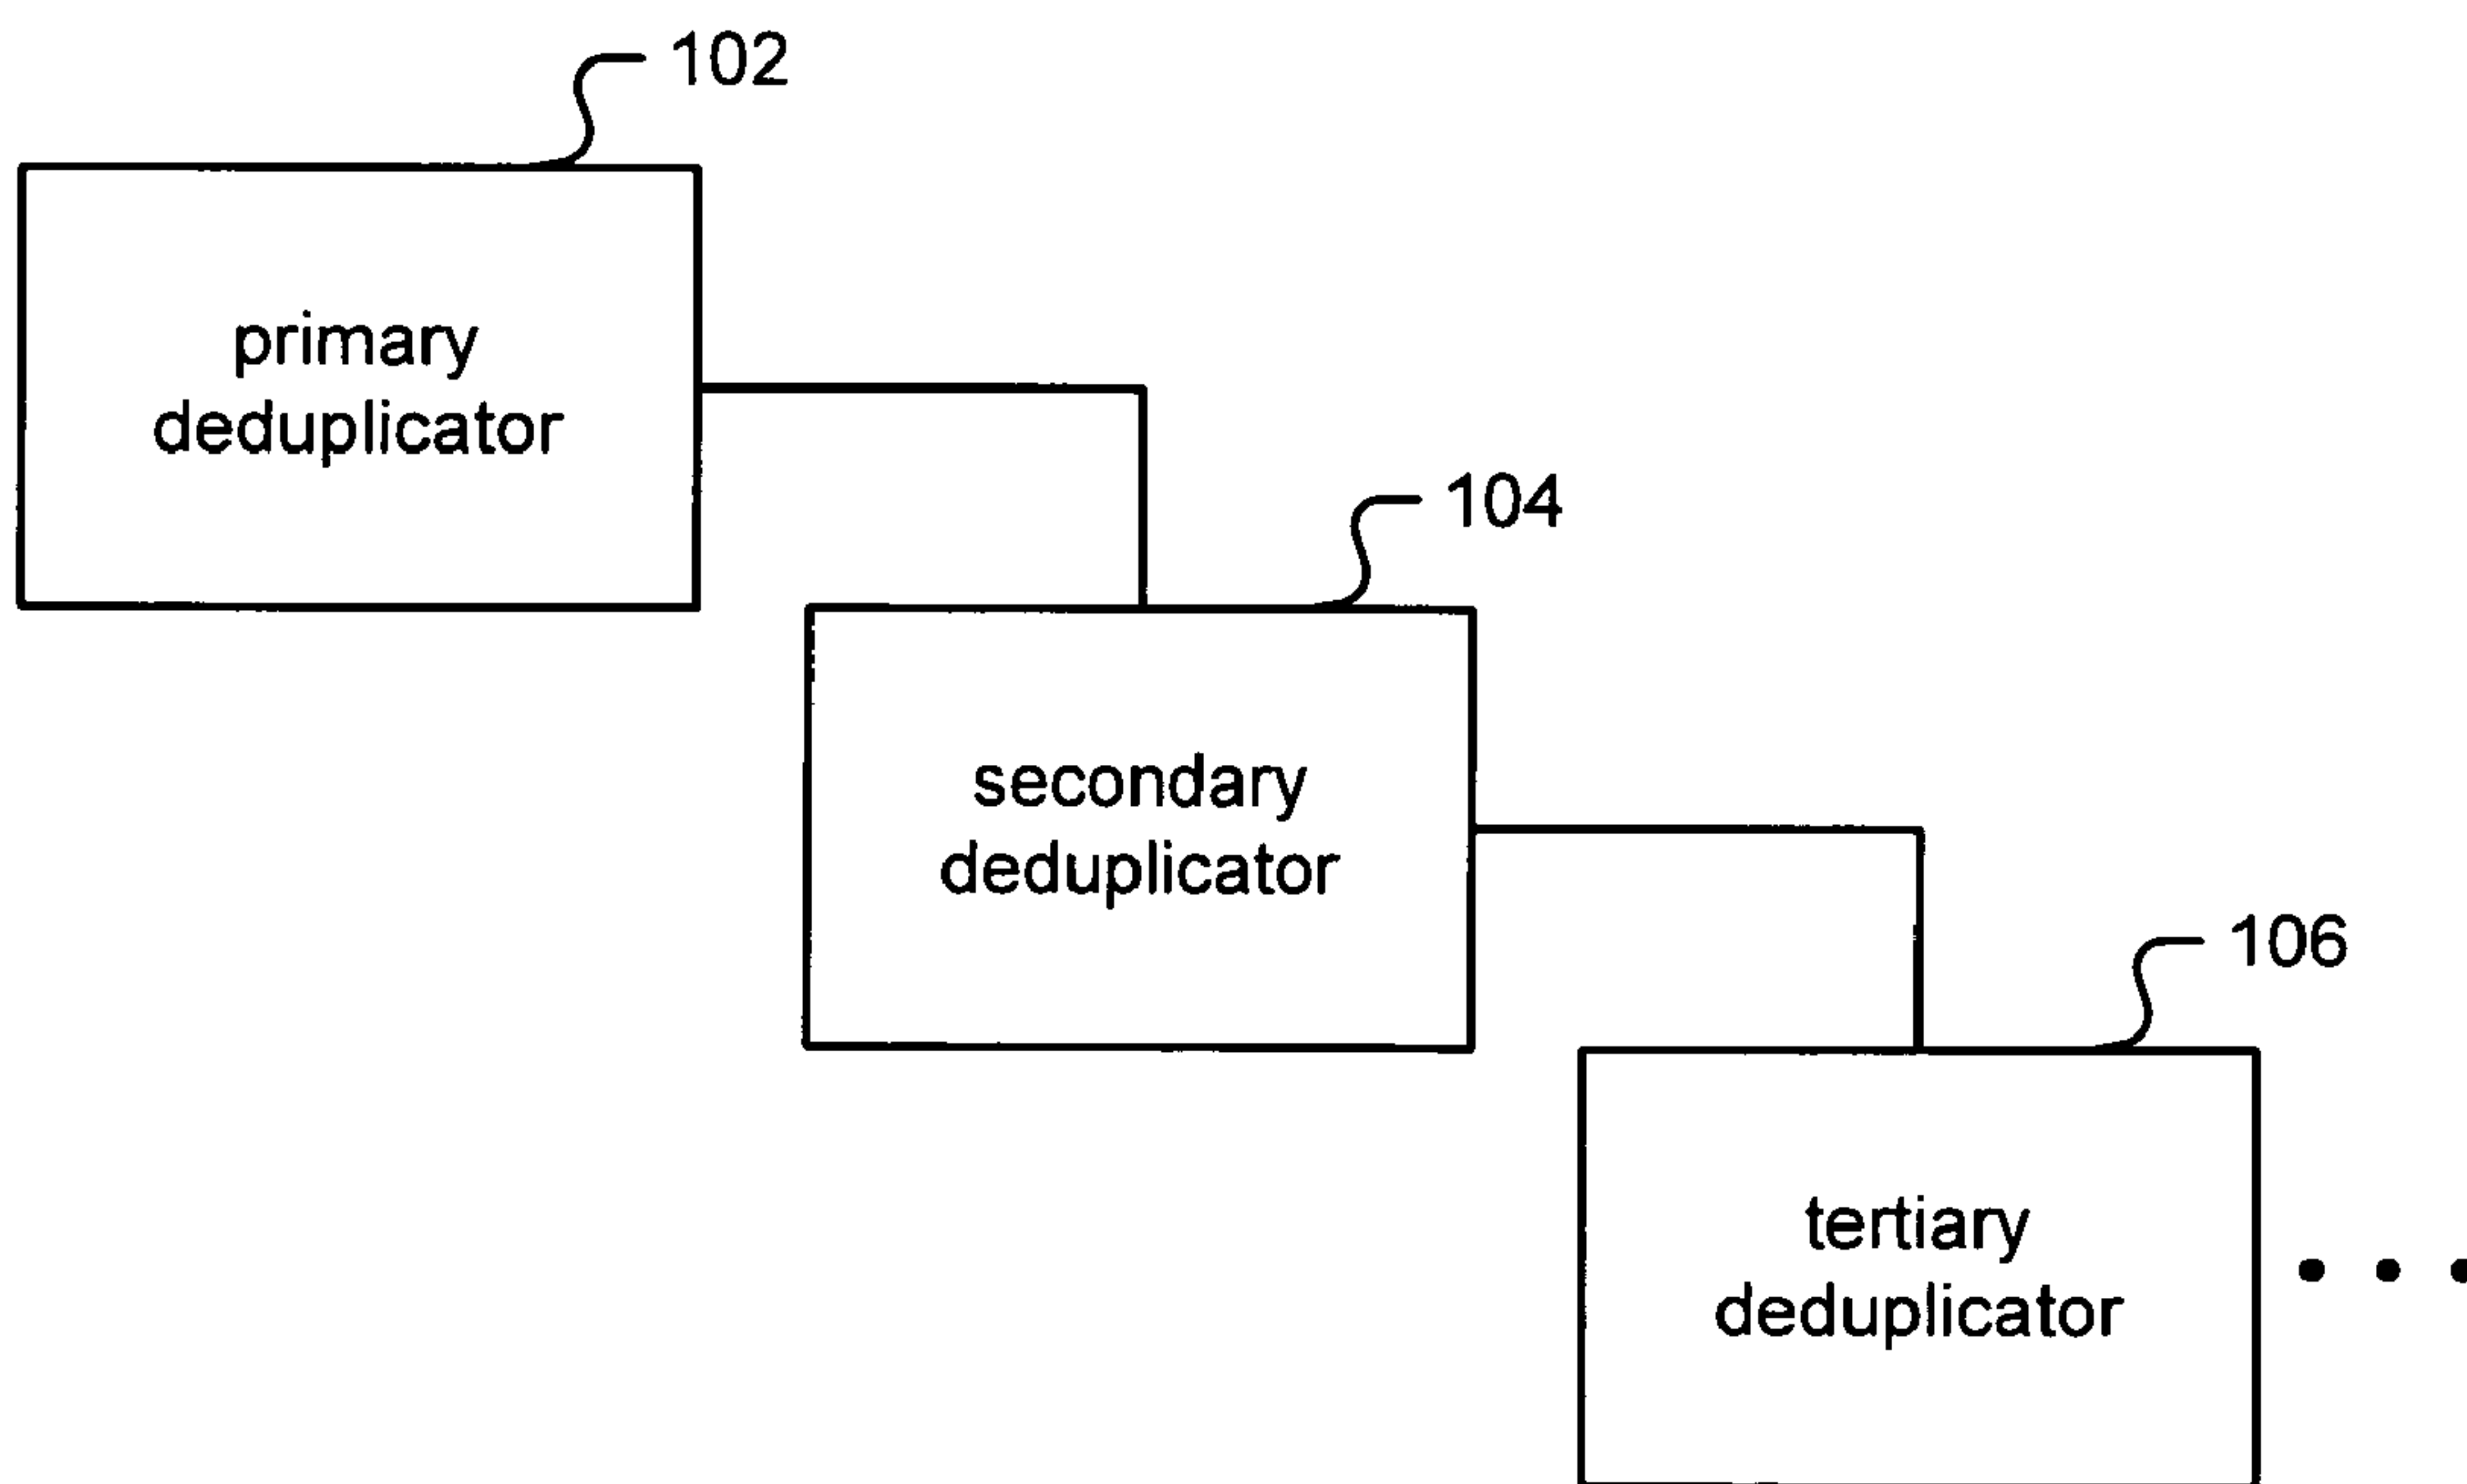 102
primary
deduplicator
104
secondary
deduplicator
106
tertiary
deduplicator